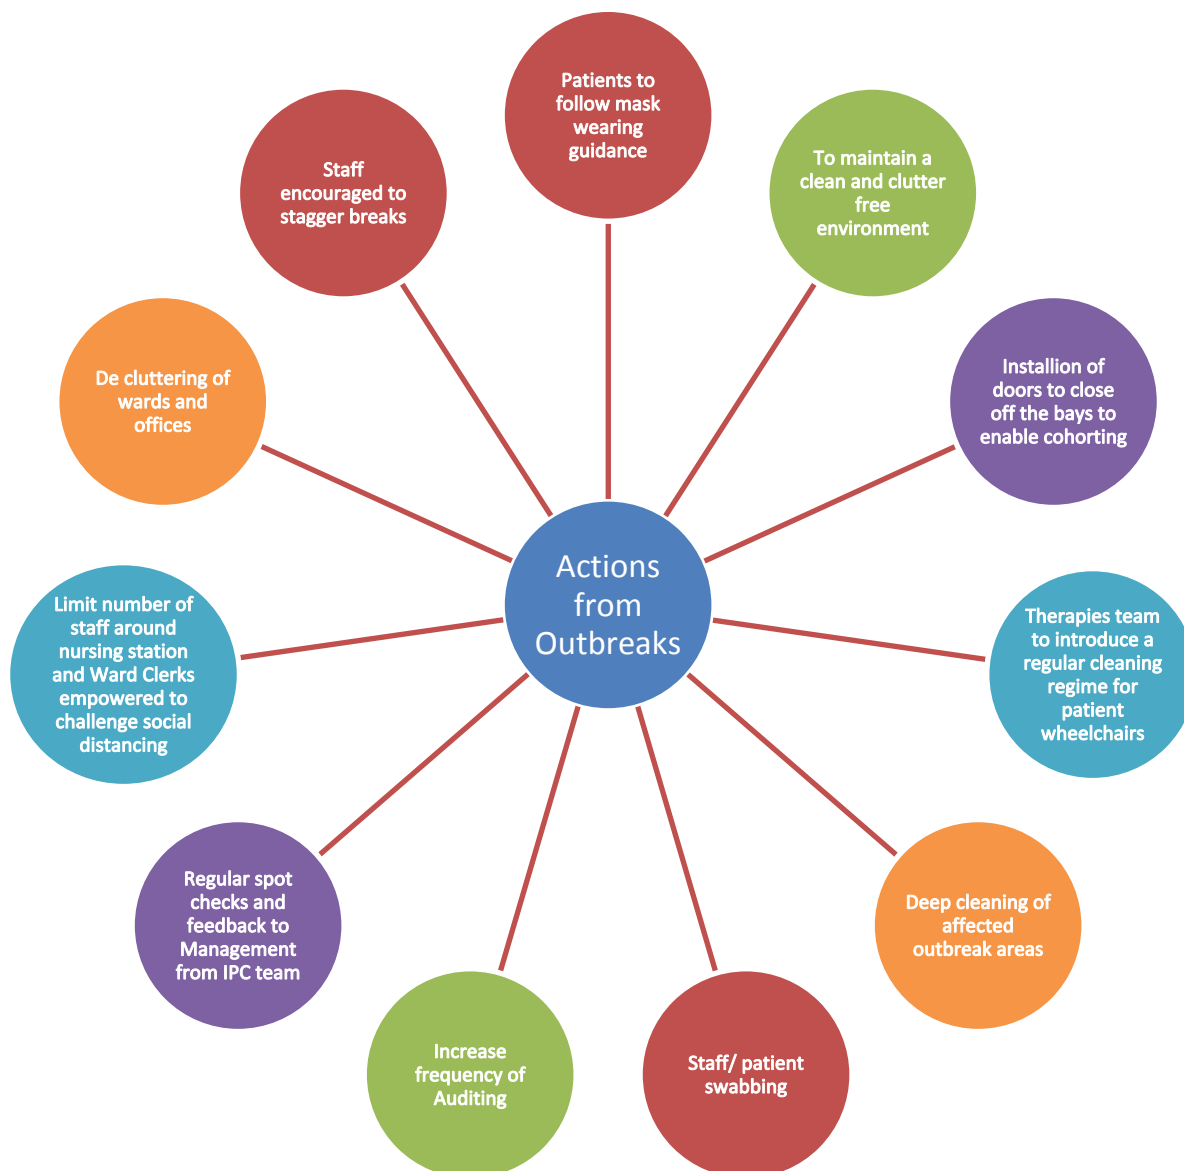 Patients to
follow mask
wearing
guidance
To maintain a
clean and clutter
free
environment
Installion of
doors to close
off the bays to
enable cohorting
Therapies team
to introduce a
regular cleaning
regime for
patient
wheelchairs
Deep cleaning of
affected
outbreak areas
Staff/ patient
swabbing
Increase
frequency of
Auditing
Regular spot
checks and
feedback to
Management
from IPC team
Limit number of
staff around
nursing station
and Ward Clerks
empowered to
challenge social
distancing
De cluttering of
wards and
offices
Staff
encouraged to
stagger breaks
Actions
from
Outbreaks